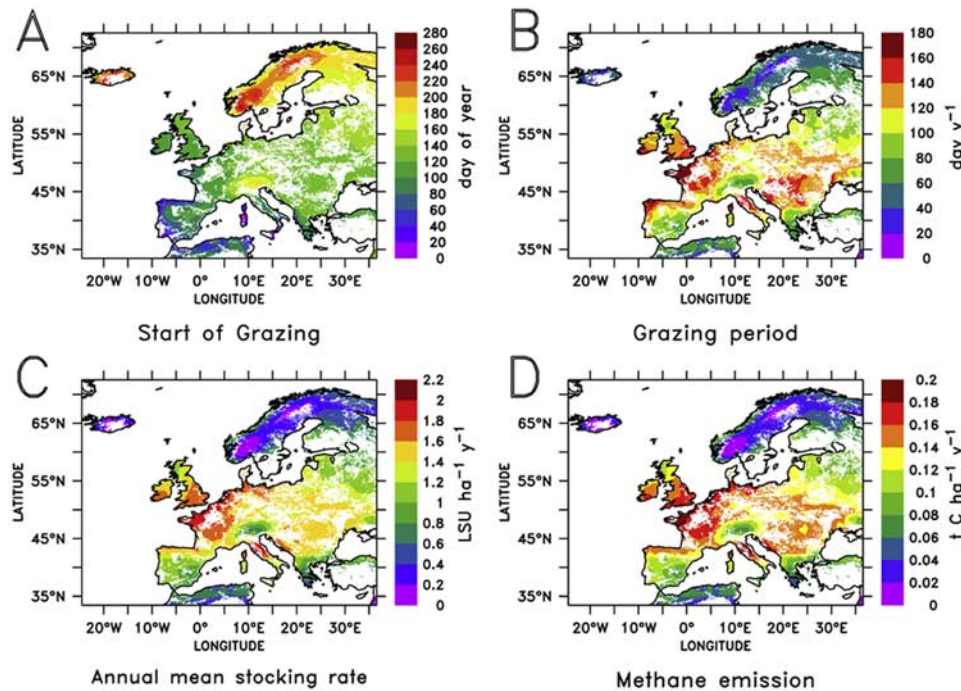 A
65°N
55°N
45°N
35°N
LATITUDE
20°W 10°W 0° 10°E 20°E 30°E
LONGITUDE
280
260
240
220
200
180
160
140
120
100
80
60
40
20
0
day of year
Start of Grazing
B
65°N
55°N
45°N
35°N
LATITUDE
20°W 10°W 0° 10°E 20°E 30°E
LONGITUDE
180
160
140
120
100
80
60
40
20
0
day y⁻¹
Grazing period
C
65°N
55°N
45°N
35°N
LATITUDE
20°W 10°W 0° 10°E 20°E 30°E
LONGITUDE
2.2
2
1.8
1.6
1.4
1.2
1
0.8
0.6
0.4
0.2
0
LSU ha⁻¹ y⁻¹
Annual mean stocking rate
D
65°N
55°N
45°N
35°N
LATITUDE
20°W 10°W 0° 10°E 20°E 30°E
LONGITUDE
0.2
0.18
0.16
0.14
0.12
0.1
0.08
0.06
0.04
0.02
0
t C ha⁻¹ y⁻¹
Methane emission